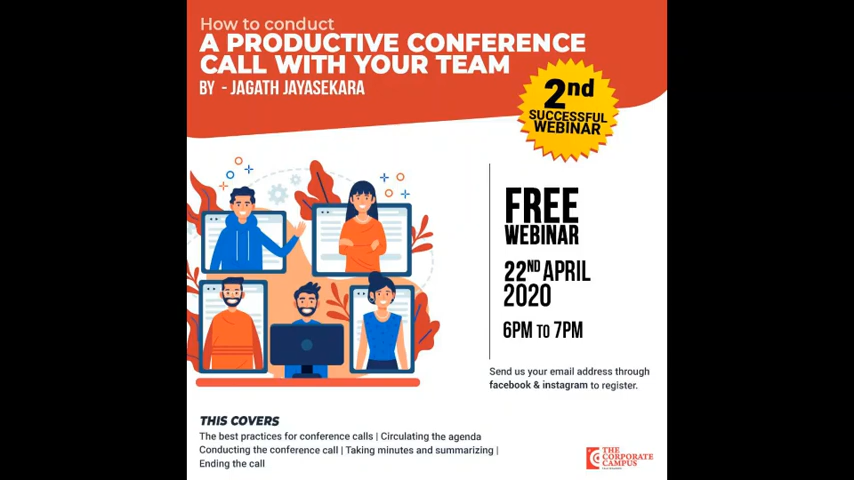 How to conduct
A PRODUCTIVE CONFERENCE
CALL WITH YOUR TEAM
BY - JAGATH JAYASEKARA
2nd
SUCCESSFUL
WEBINAR
FREE
WEBINAR
22ND APRIL
2020
6PM TO 7PM
Send us your email address through
facebook & instagram to register.
THIS COVERS
The best practices for conference calls | Circulating the agenda
Conducting the conference call | Taking minutes and summarizing |
Ending the call
THE
CORPORATE
CAMPUS